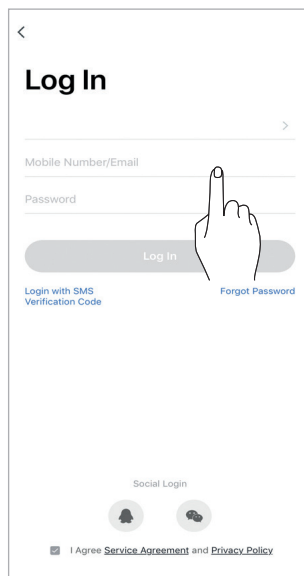 Log In
Mobile Number/Email
Password
Log In
Login with SMS
Verification Code
Forgot Password
Social Login
I Agree Service Agreement and Privacy Policy